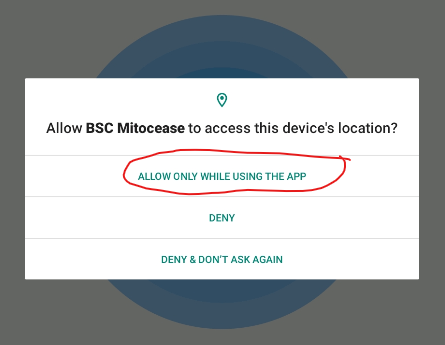 Allow BSC Mitocease to access this device's location?
ALLOW ONLY WHILE USING THE APP
DENY
DENY & DON'T ASK AGAIN